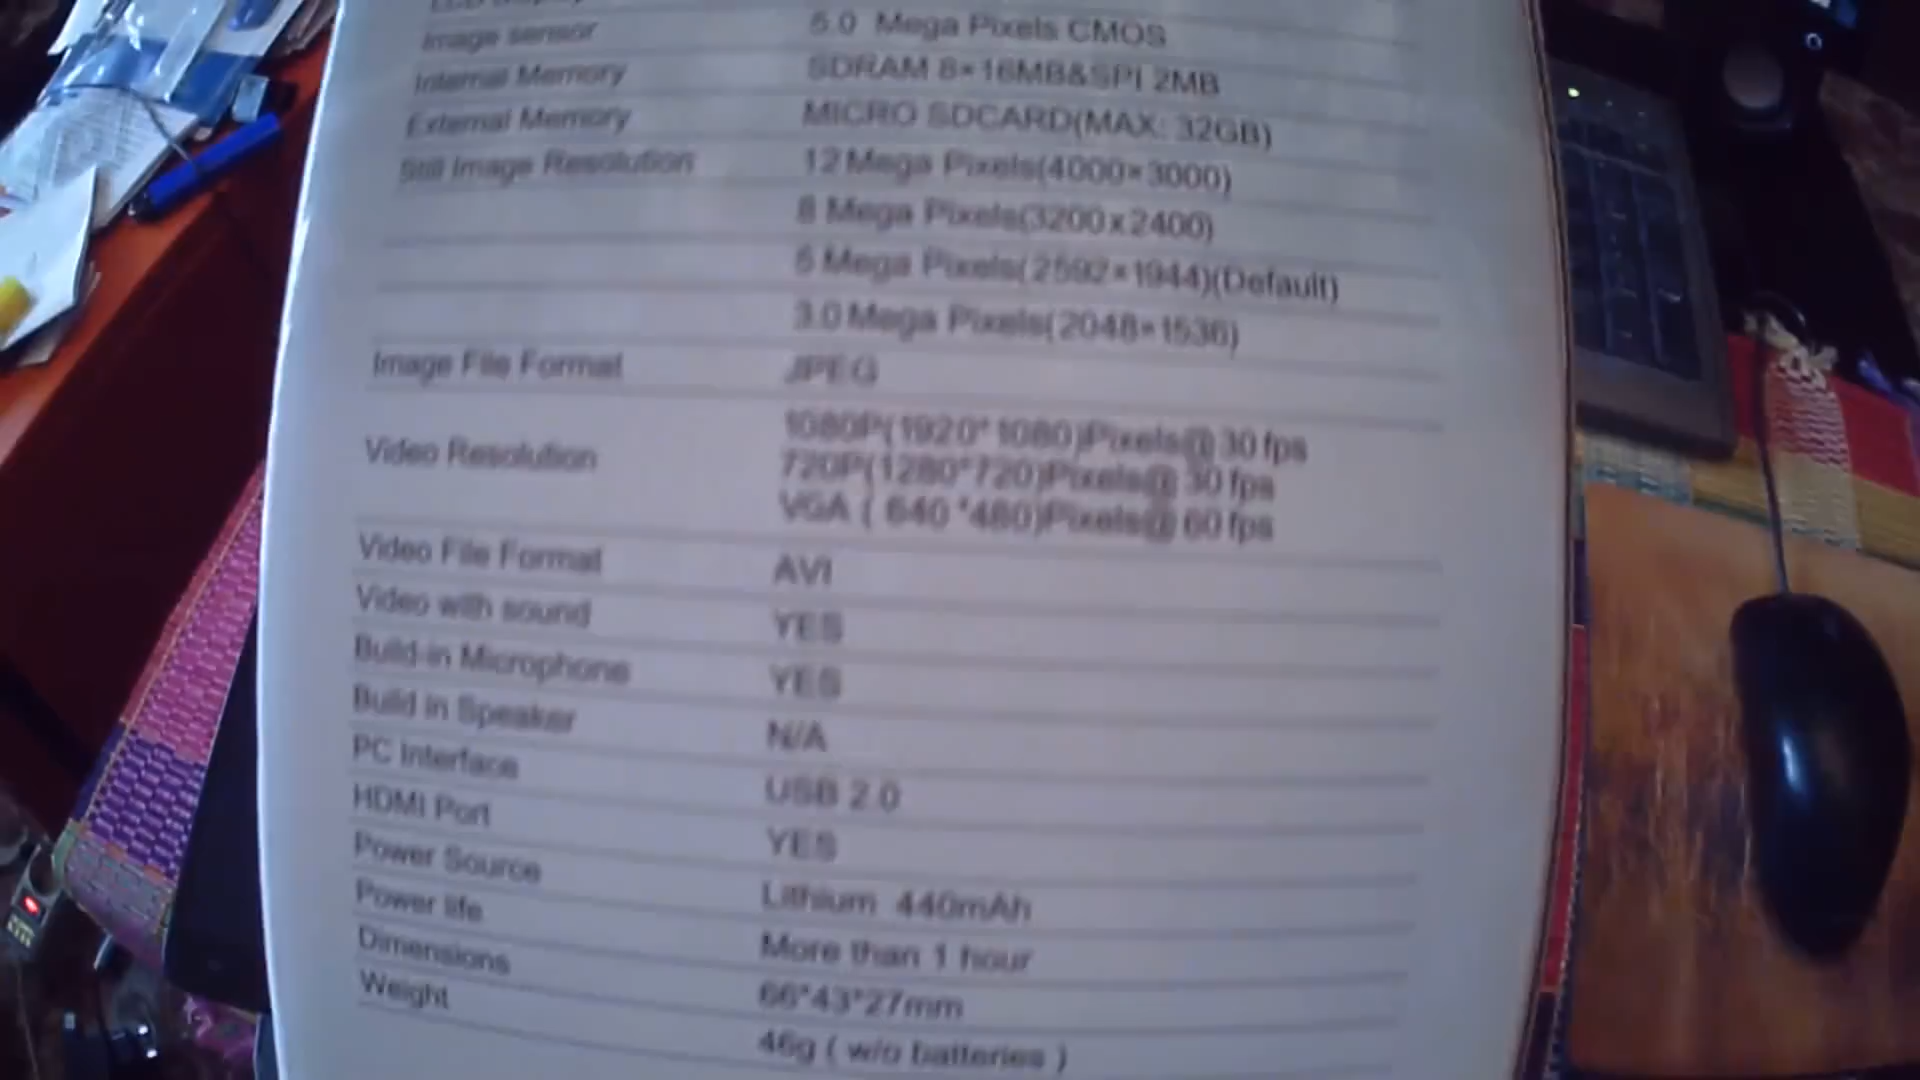 LCD display
Image sensor 5.0 Mega Pixels CMOS
Internal Memory SDRAM 8*16MB&SPI 2MB
External Memory MICRO SDCARD(MAX: 32GB)
Still Image Resolution 12 Mega Pixels(4000*3000)
8 Mega Pixels(3200x2400)
5 Mega Pixels(2592*1944)(Default)
3.0 Mega Pixels(2048*1536)
Image File Format JPEG
1080P(1920*1080)Pixels@ 30 fps
Video Resolution 720P(1280*720)Pixels@ 30 fps
VGA ( 640 *480)Pixels@ 60 fps
Video File Format AVI
Video with sound YES
Build-in Microphone YES
Build in Speaker N/A
PC Interface USB 2.0
HDMI Port YES
Power Source Lithium 440mAh
Power life More than 1 hour
Dimensions 66*43*27mm
Weight 46g ( w/o batteries )